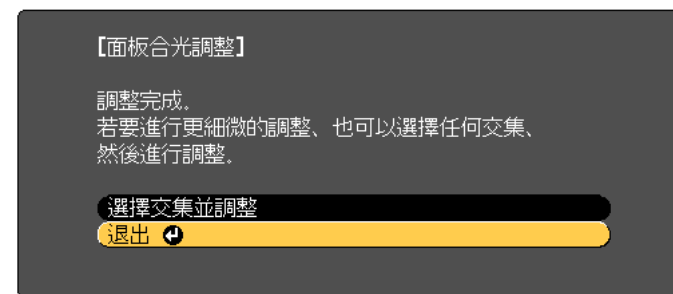 【面板合光調整】
調整完成。
若要進行更細微的調整、也可以選擇任何交集、
然後進行調整。
選擇交集並調整
退出